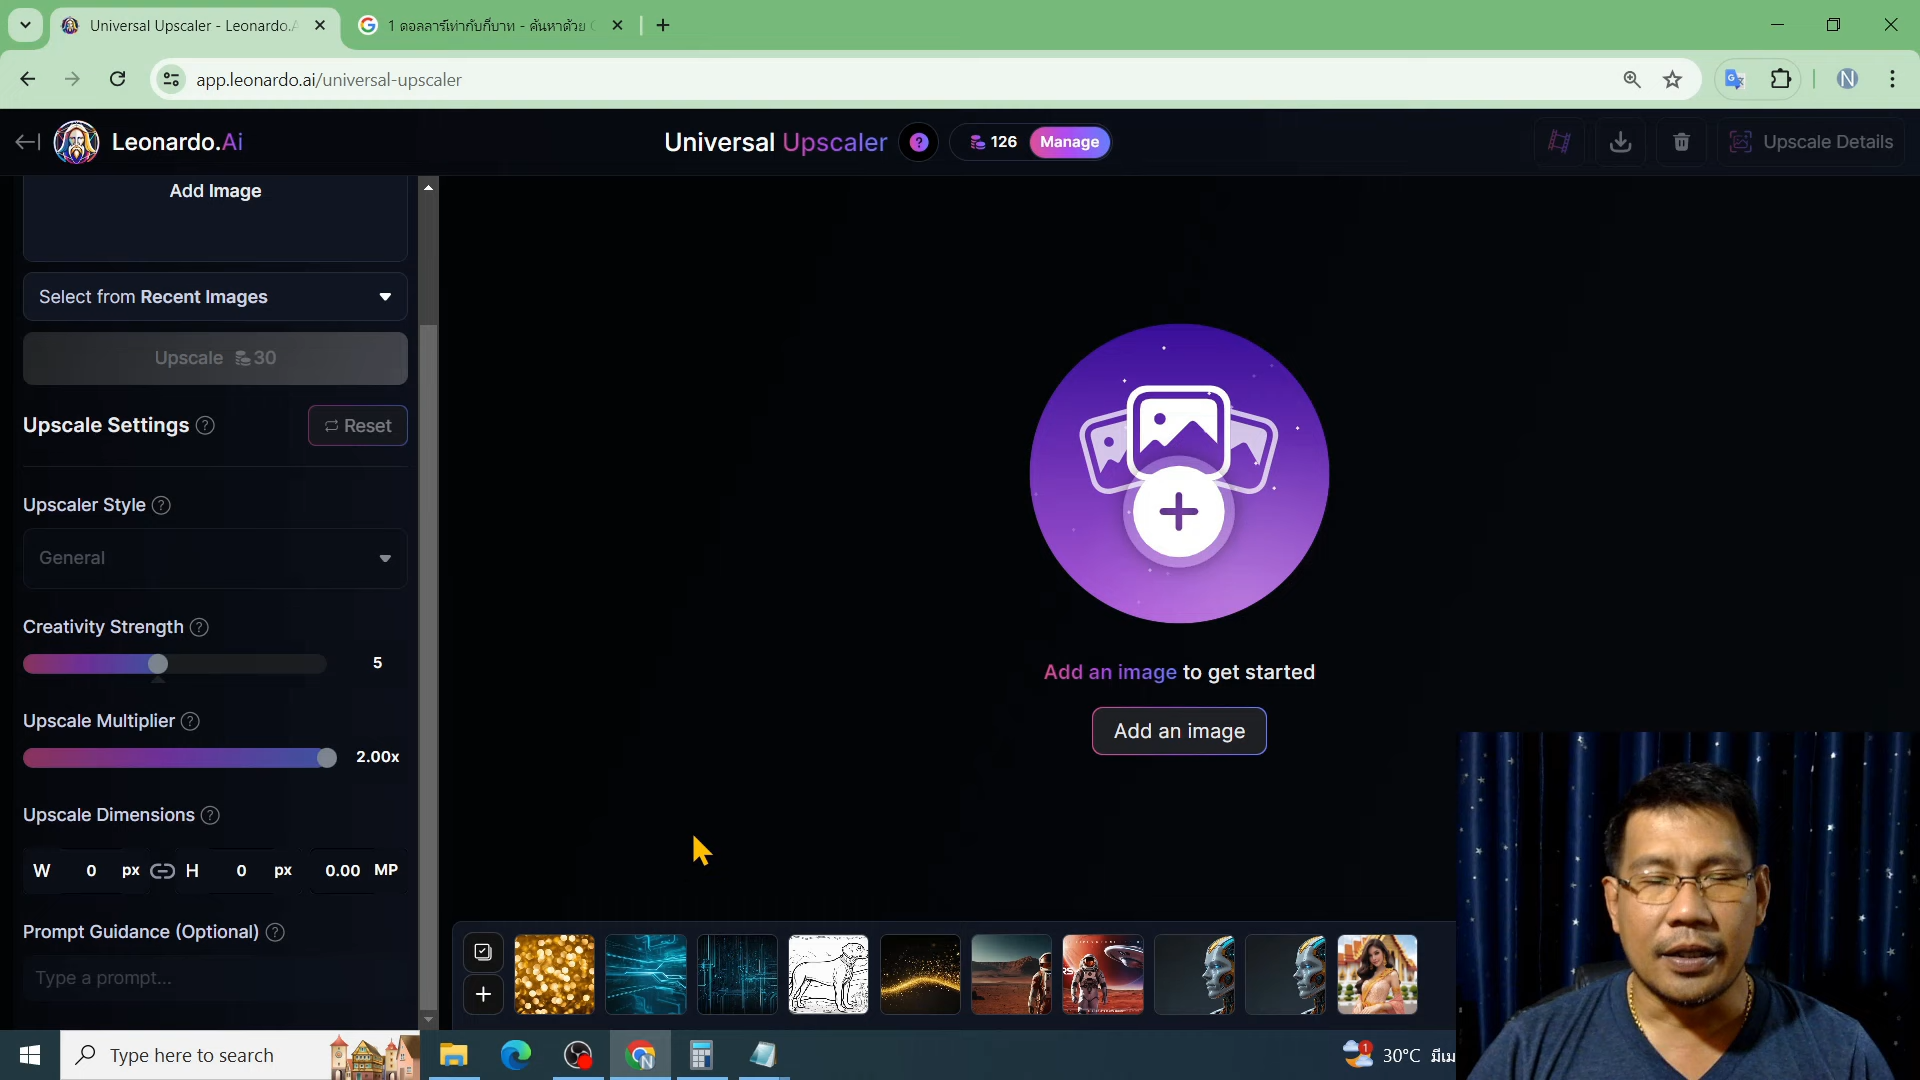 Universal Upscaler - Leonardo.A
1 ดอลลาร์เท่ากับกี่บาท - ค้นหาด้วย
app.leonardo.ai/universal-upscaler
N
Leonardo.Ai
Universal Upscaler
?
126
Manage
Upscale Details
Add Image
Select from Recent Images
Upscale 30
Upscale Settings ?
Reset
Upscaler Style ?
General
Creativity Strength ?
5
Upscale Multiplier ?
2.00x
Upscale Dimensions ?
W 0 px H 0 px 0.00 MP
Prompt Guidance (Optional) ?
Type a prompt...
Add an image to get started
Add an image
Type here to search
1
30°C